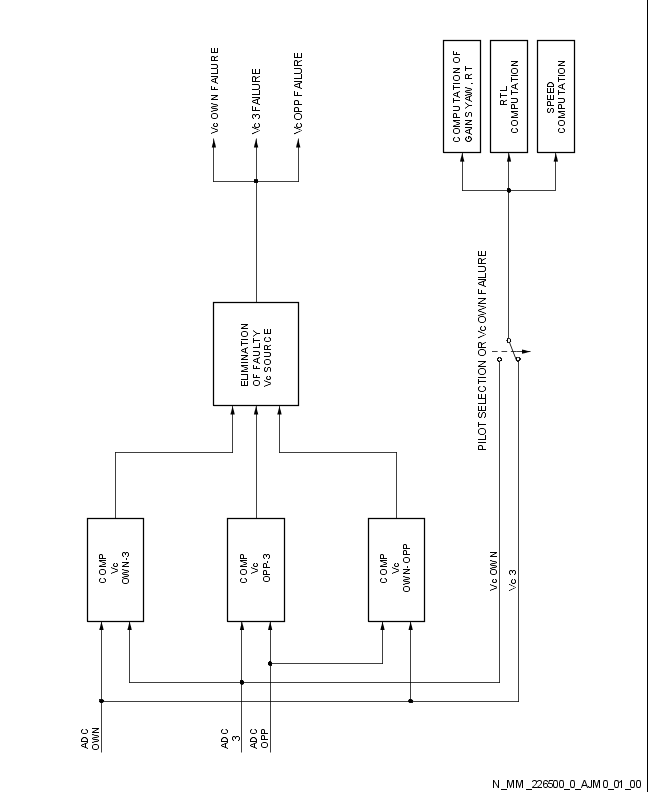 Vc OWN FAILURE
Vc 3 FAILURE
Vc OPP FAILURE
COMPUTATION OF
GAINS YAW, RT
RTL
COMPUTATION
SPEED
COMPUTATION
ELIMINATION
OF FAULTY
Vc SOURCE
PILOT SELECTION OR Vc OWN FAILURE
COMP
Vc
OWN-3
COMP
Vc
OPP-3
COMP
Vc
OWN-OPP
Vc OWN
Vc 3
ADC
OWN
ADC
3
ADC
OPP
N_MM_226500_0_AJM0_01_00